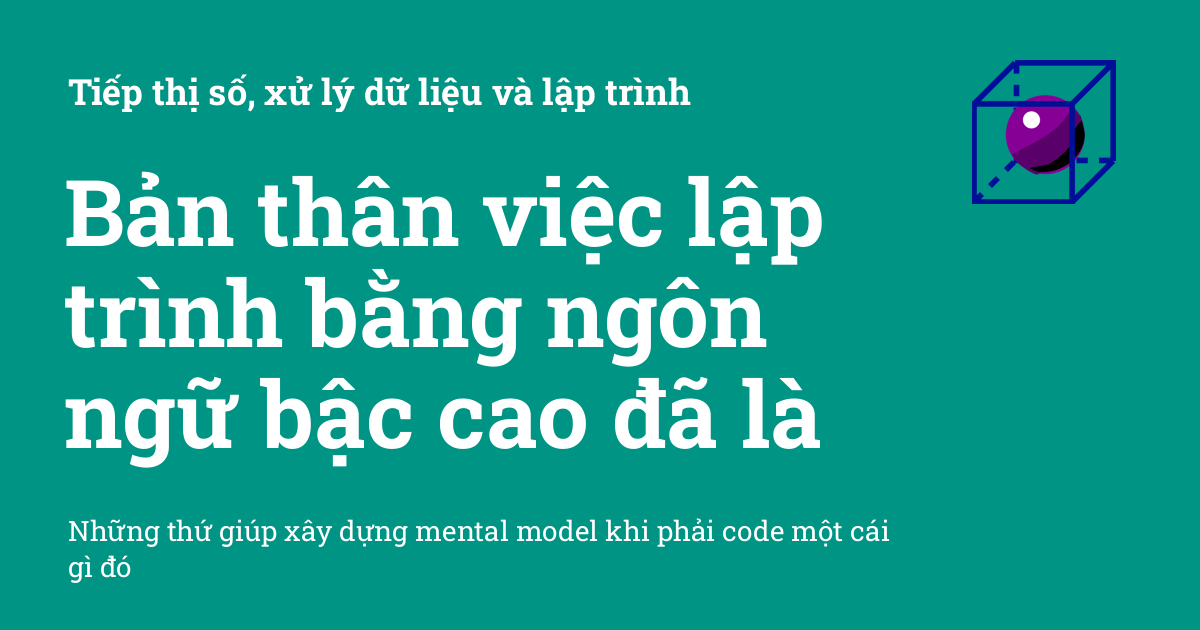 Tiếp thị số, xử lý dữ liệu và lập trình
Bản thân việc lập
trình bằng ngôn
ngữ bậc cao đã là
Những thứ giúp xây dựng mental model khi phải code một cái
gì đó